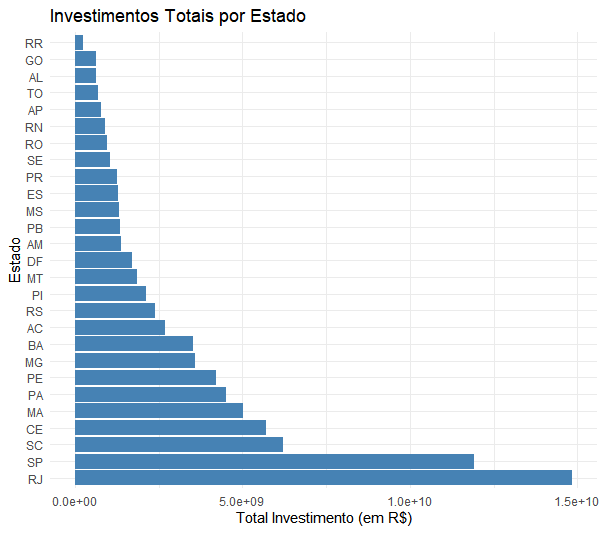 Investimentos Totais por Estado
RR
GO
AL
TO
AP
RN
RO
SE
PR
ES
MS
PB
AM
DF
MT
PI
RS
AC
BA
MG
PE
PA
MA
CE
SC
SP
RJ
Estado
0.0e+00 5.0e+09 1.0e+10 1.5e+10
Total Investimento (em R$)